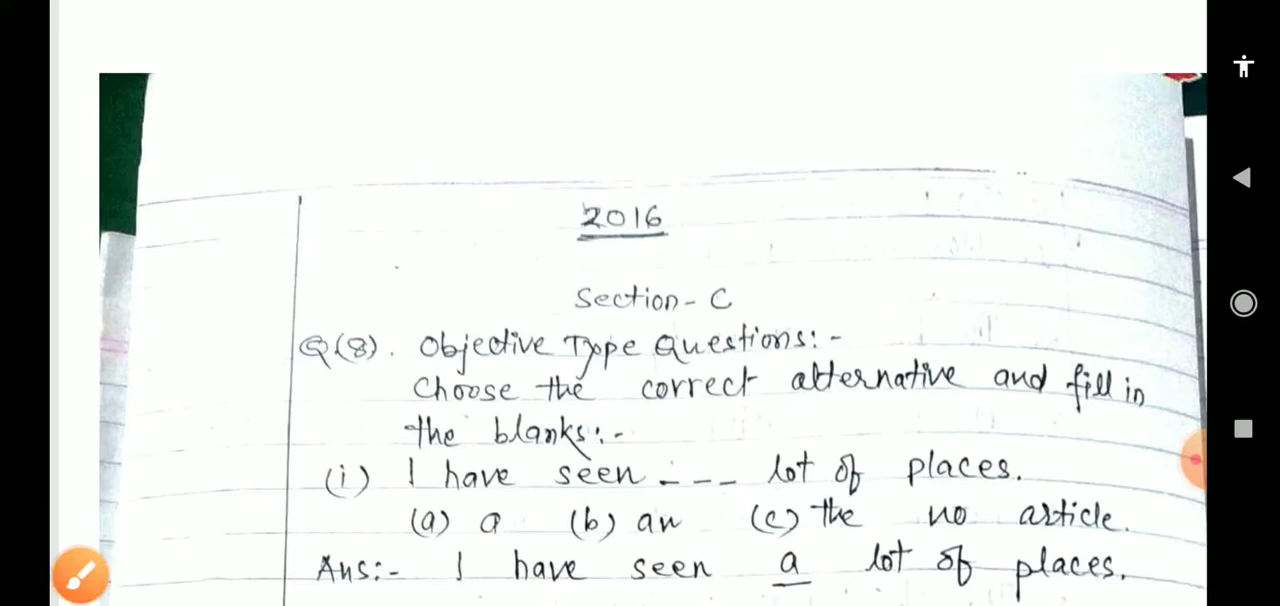 2016
Section - C
Q(8). Objective Type Questions:-
Choose the correct alternative and fill in
the blanks:-
(i) I have seen ---- lot of places.
(a) a (b) an (c) the no article.
Ans:- I have seen a lot of places.